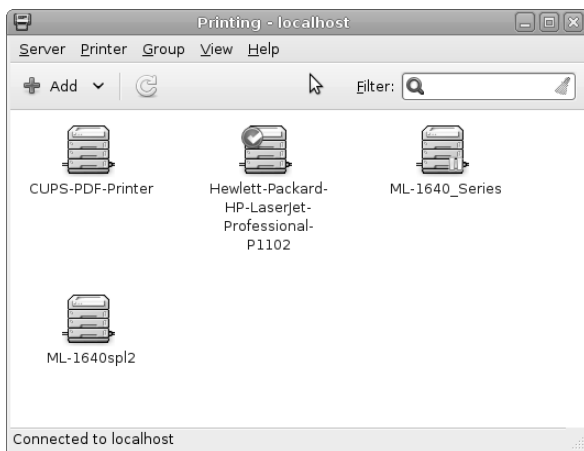 Printing - localhost
Server Printer Group View Help
Add Filter:
CUPS-PDF-Printer
Hewlett-Packard-
HP-LaserJet-
Professional-
P1102
ML-1640_Series
ML-1640spl2
Connected to localhost